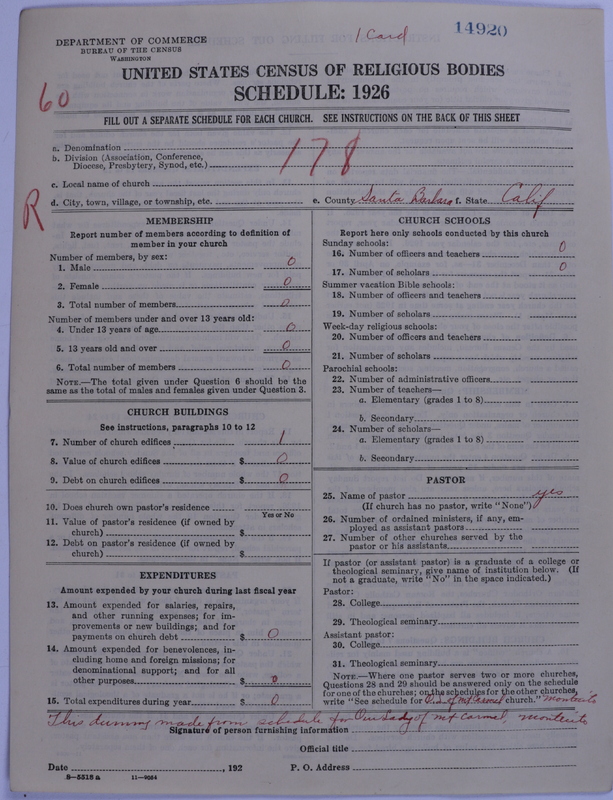 1 Card
14920
DEPARTMENT OF COMMERCE
BUREAU OF THE CENSUS
WASHINGTON
UNITED STATES CENSUS OF RELIGIOUS BODIES
SCHEDULE: 1926
60
FILL OUT A SEPARATE SCHEDULE FOR EACH CHURCH. SEE INSTRUCTIONS ON THE BACK OF THIS SHEET
a. Denomination
b. Division (Association, Conference,
Diocese, Presbytery, Synod, etc.)
178
c. Local name of church
d. City, town, village, or township, etc. e. County Santa Barbara f. State Calif
R
MEMBERSHIP
Report number of members according to definition of
member in your church
Number of members, by sex:
1. Male 0
2. Female 0
3. Total number of members 0
Number of members under and over 13 years old:
4. Under 13 years of age 0
5. 13 years old and over 0
6. Total number of members 0
NOTE.—The total given under Question 6 should be the
same as the total of males and females given under Question 3.
CHURCH BUILDINGS
See instructions, paragraphs 10 to 12
7. Number of church edifices 1
8. Value of church edifices $ 0
9. Debt on church edifices $ 0
10. Does church own pastor's residence
Yes or No
11. Value of pastor's residence (if owned by
church) $
12. Debt on pastor's residence (if owned by
church) $
EXPENDITURES
Amount expended by your church during last fiscal year
13. Amount expended for salaries, repairs,
and other running expenses; for im-
provements or new buildings; and for
payments on church debt $ 0
14. Amount expended for benevolences, in-
cluding home and foreign missions; for
denominational support; and for all
other purposes $ 0
15. Total expenditures during year $ 0
CHURCH SCHOOLS
Report here only schools conducted by this church
Sunday schools:
16. Number of officers and teachers 0
17. Number of scholars 0
Summer vacation Bible schools:
18. Number of officers and teachers
19. Number of scholars
Week-day religious schools:
20. Number of officers and teachers
21. Number of scholars
Parochial schools:
22. Number of administrative officers
23. Number of teachers—
a. Elementary (grades 1 to 8)
b. Secondary
24. Number of scholars—
a. Elementary (grades 1 to 8)
b. Secondary
PASTOR
25. Name of pastor yes
(If church has no pastor, write "None")
26. Number of ordained ministers, if any, em-
ployed as assistant pastors
27. Number of other churches served by the
pastor or his assistants
If pastor (or assistant pastor) is a graduate of a college or
theological seminary, give name of institution below. (If
not a graduate, write "No" in the space indicated.)
Pastor:
28. College
29. Theological seminary
Assistant pastor:
30. College
31. Theological seminary
NOTE.—Where one pastor serves two or more churches,
Questions 28 and 29 should be answered only on the schedule
for one of the churches; on the schedules for the other churches,
write "See schedule for O.L. of Mt Carmel church." Montecito
This dummy made from schedule for Our Lady of Mt Carmel, Montecito
Signature of person furnishing information
Official title
Date , 192 P. O. Address
8-5518 a 11-9084